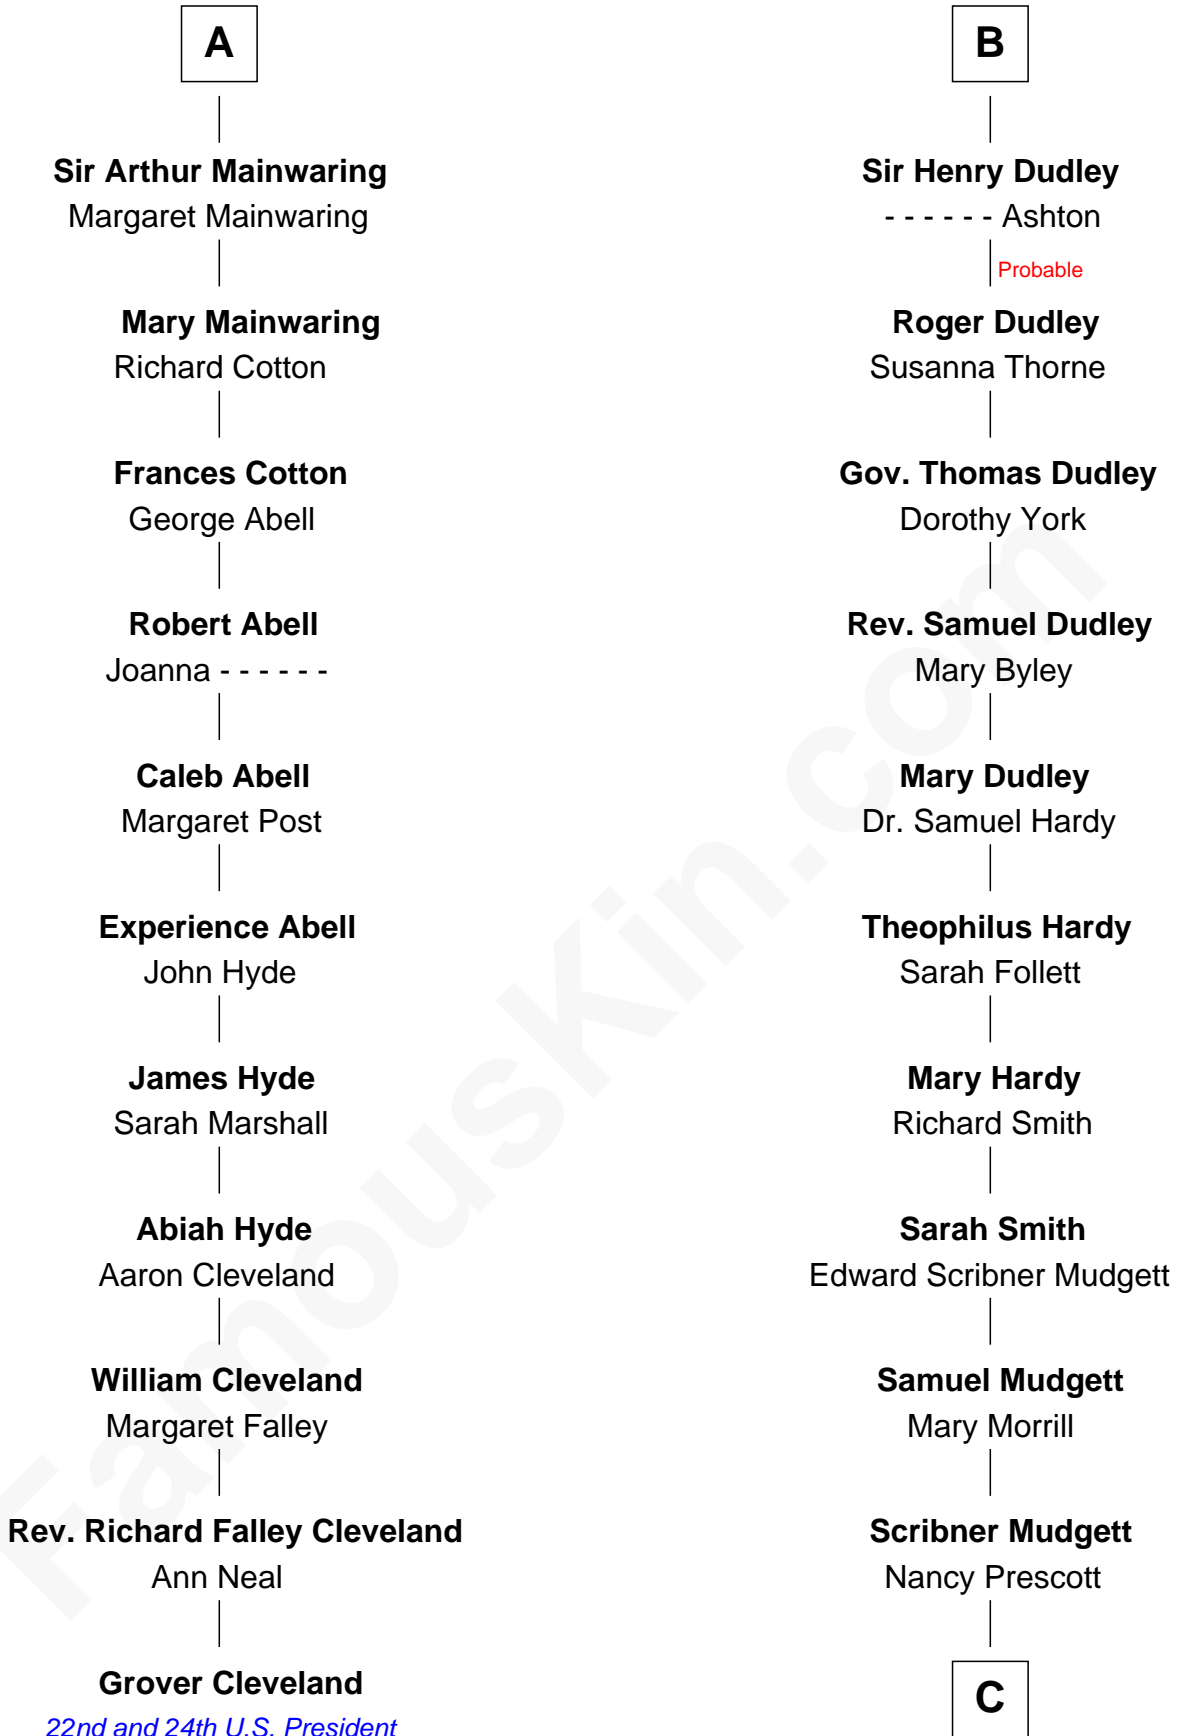 A
Sir Arthur Mainwaring
Margaret Mainwaring
Mary Mainwaring
Richard Cotton
Frances Cotton
George Abell
Robert Abell
Joanna - - - - - -
Caleb Abell
Margaret Post
Experience Abell
John Hyde
James Hyde
Sarah Marshall
Abiah Hyde
Aaron Cleveland
William Cleveland
Margaret Falley
Rev. Richard Falley Cleveland
Ann Neal
Grover Cleveland
22nd and 24th U.S. President
B
Sir Henry Dudley
- - - - - - Ashton
Probable
Roger Dudley
Susanna Thorne
Gov. Thomas Dudley
Dorothy York
Rev. Samuel Dudley
Mary Byley
Mary Dudley
Dr. Samuel Hardy
Theophilus Hardy
Sarah Follett
Mary Hardy
Richard Smith
Sarah Smith
Edward Scribner Mudgett
Samuel Mudgett
Mary Morrill
Scribner Mudgett
Nancy Prescott
C
FamousKin.com